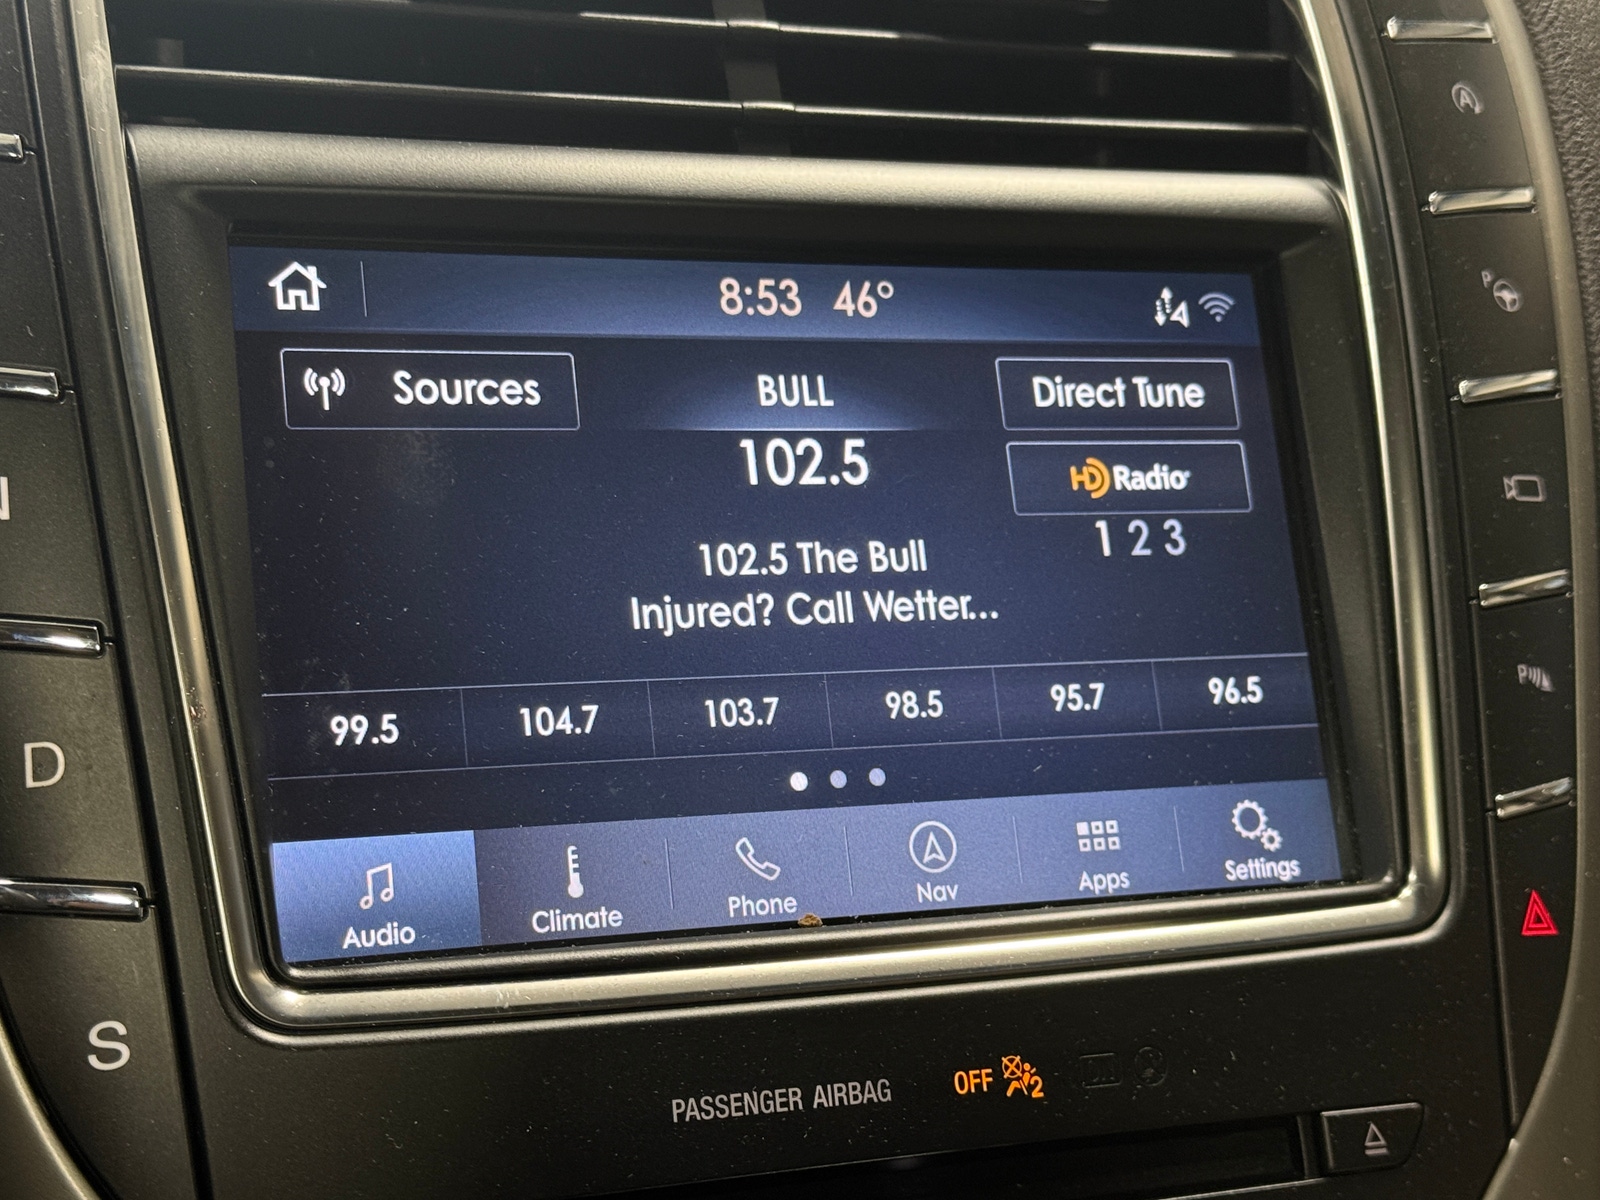 8:53 46°
Sources
BULL
Direct Tune
102.5
HD Radio
1 2 3
102.5 The Bull
Injured? Call Wetter...
99.5 104.7 103.7 98.5 95.7 96.5
Audio Climate Phone Nav Apps Settings
N
D
S
A
P
P
PASSENGER AIRBAG OFF 2